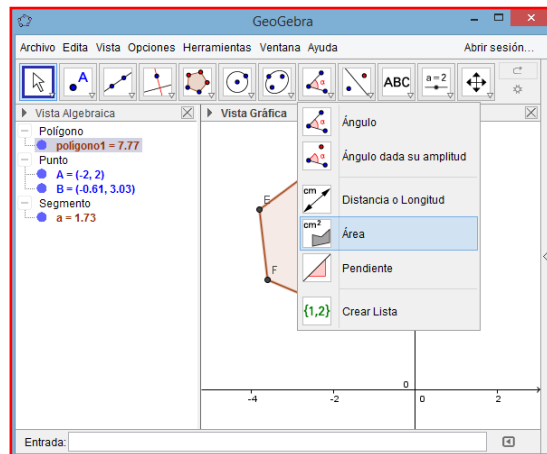 GeoGebra
Archivo Edita Vista Opciones Herramientas Ventana Ayuda Abrir sesión...
A α α ABC a=2
Vista Algebraica
Vista Gráfica
Polígono
poligono1 = 7.77
Punto
A = (-2, 2)
B = (-0.61, 3.03)
Segmento
a = 1.73
α Ángulo
α Ángulo dada su amplitud
cm Distancia o Longitud
cm² Área
Pendiente
{1,2} Crear Lista
E
F
0
-4 -2 0 2
Entrada: